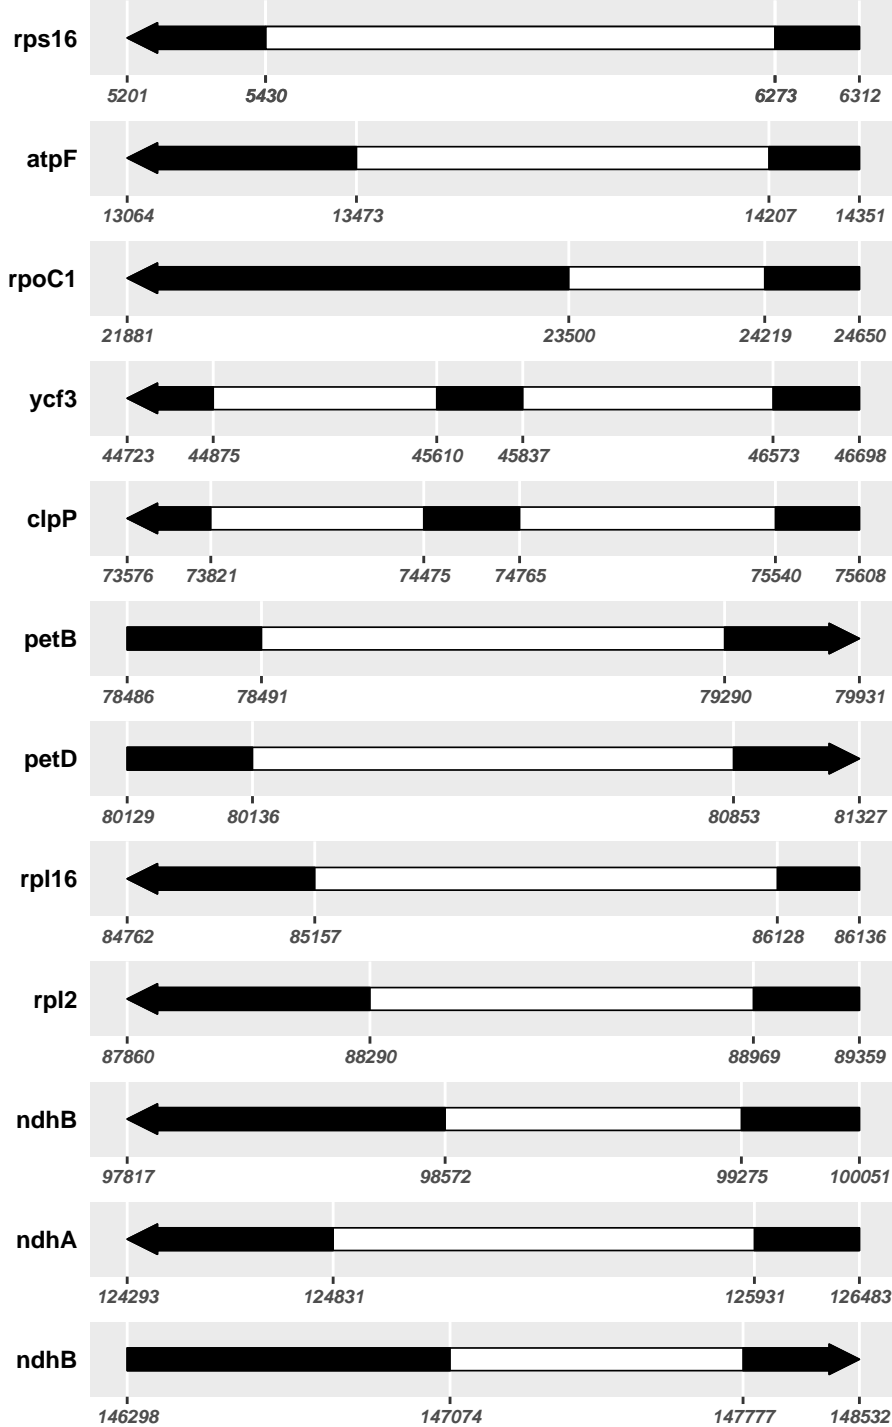 rps16
5201 5430 6273 6312
atpF
13064 13473 14207 14351
rpoC1
21881 23500 24219 24650
ycf3
44723 44875 45610 45837 46573 46698
clpP
73576 73821 74475 74765 75540 75608
petB
78486 78491 79290 79931
petD
80129 80136 80853 81327
rpl16
84762 85157 86128 86136
rpl2
87860 88290 88969 89359
ndhB
97817 98572 99275 100051
ndhA
124293 124831 125931 126483
ndhB
146298 147074 147777 148532